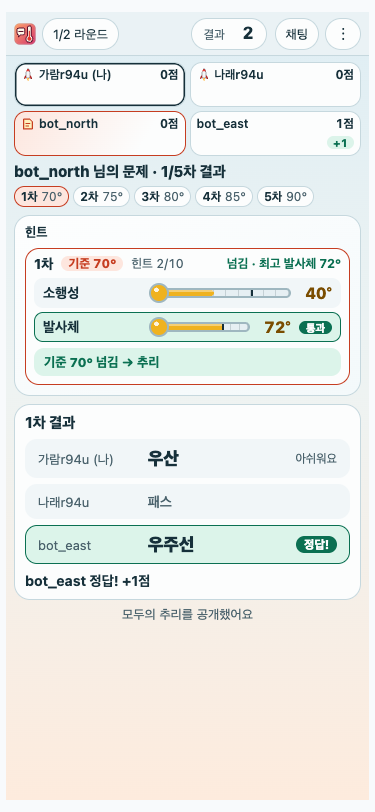 1/2 라운드 결과 2 채팅
가람r94u (나) 0점
나래r94u 0점
bot_north 0점
bot_east 1점
+1
bot_north 님의 문제 · 1/5차 결과
1차 70° 2차 75° 3차 80° 4차 85° 5차 90°
힌트
1차 기준 70° 힌트 2/10 넘김 · 최고 발사체 72°
소행성 40°
발사체 72° 통과
기준 70° 넘김 → 추리
1차 결과
가람r94u (나) 우산 아쉬워요
나래r94u 패스
bot_east 우주선 정답!
bot_east 정답! +1점
모두의 추리를 공개했어요